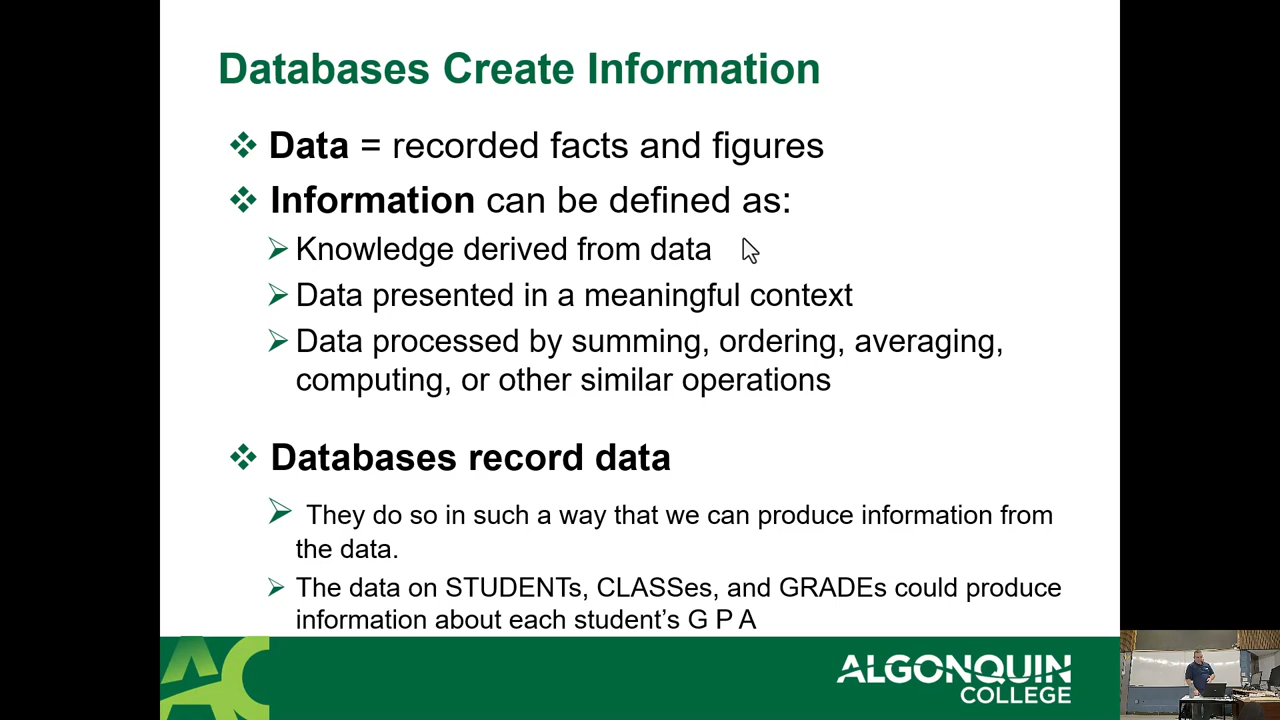 Databases Create Information
❖ Data = recorded facts and figures
❖ Information can be defined as:
➢ Knowledge derived from data
➢ Data presented in a meaningful context
➢ Data processed by summing, ordering, averaging,
computing, or other similar operations
❖ Databases record data
➢ They do so in such a way that we can produce information from
the data.
➢ The data on STUDENTs, CLASSes, and GRADEs could produce
information about each student’s G P A
AC
ALGONQUIN
COLLEGE